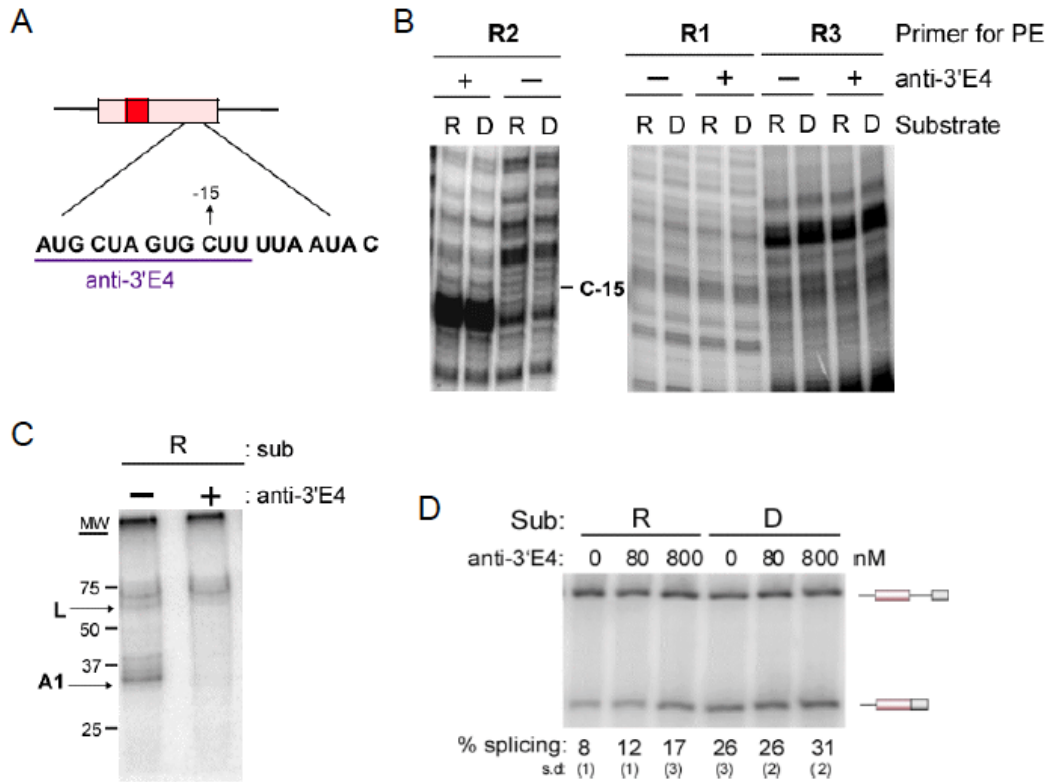 A
-15
AUG CUA GUG CUU UUA AUA C
anti-3'E4
B
R2 R1 R3 Primer for PE
+ − − + − + anti-3'E4
R D R D R D R D R D R D Substrate
C-15
C
R : sub
− + : anti-3'E4
MW
75
L
50
37
A1
25
D
Sub: R D
anti-3'E4: 0 80 800 0 80 800 nM
% splicing: 8 12 17 26 26 31
s.d: (1) (1) (3) (3) (2) (2)